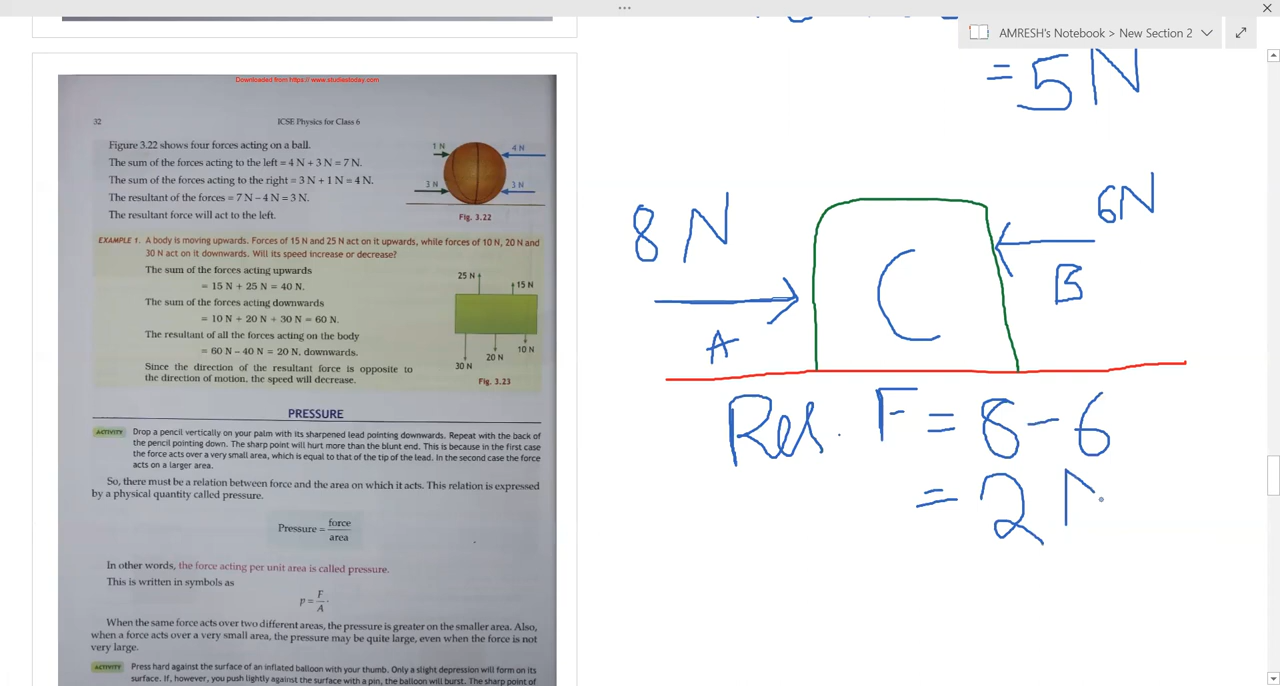 AMRESH's Notebook > New Section 2
Downloaded from https:// www.studiestoday.com
32
ICSE Physics for Class 6
Figure 3.22 shows four forces acting on a ball.
The sum of the forces acting to the left = 4 N + 3 N = 7 N.
The sum of the forces acting to the right = 3 N + 1 N = 4 N.
The resultant of the forces = 7 N – 4 N = 3 N.
The resultant force will act to the left.
1 N
4 N
3 N
3 N
Fig. 3.22
EXAMPLE 1. A body is moving upwards. Forces of 15 N and 25 N act on it upwards, while forces of 10 N, 20 N and
30 N act on it downwards. Will its speed increase or decrease?
The sum of the forces acting upwards
= 15 N + 25 N = 40 N.
The sum of the forces acting downwards
= 10 N + 20 N + 30 N = 60 N.
The resultant of all the forces acting on the body
= 60 N – 40 N = 20 N, downwards.
Since the direction of the resultant force is opposite to
the direction of motion, the speed will decrease.
25 N
15 N
30 N
20 N
10 N
Fig. 3.23
PRESSURE
ACTIVITY Drop a pencil vertically on your palm with its sharpened lead pointing downwards. Repeat with the back of
the pencil pointing down. The sharp point will hurt more than the blunt end. This is because in the first case
the force acts over a very small area, which is equal to that of the tip of the lead. In the second case the force
acts on a larger area.
So, there must be a relation between force and the area on which it acts. This relation is expressed
by a physical quantity called pressure.
Pressure = force
area
In other words, the force acting per unit area is called pressure.
This is written in symbols as
p = F
A
When the same force acts over two different areas, the pressure is greater on the smaller area. Also,
when a force acts over a very small area, the pressure may be quite large, even when the force is not
very large.
ACTIVITY Press hard against the surface of an inflated balloon with your thumb. Only a slight depression will form on its
surface. If, however, you push lightly against the surface with a pin, the balloon will burst. The sharp point of
= 5 N
8 N
6N
A
C
B
Res. F = 8 - 6
= 2 N